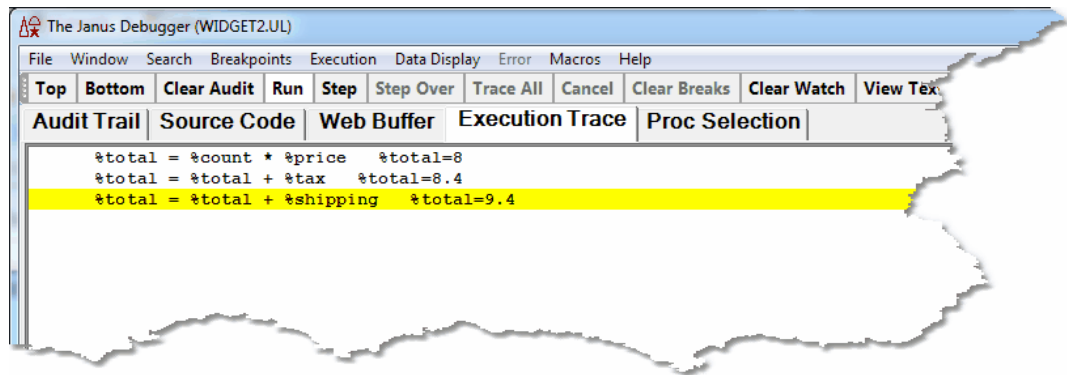 The Janus Debugger (WIDGET2.UL)
File Window Search Breakpoints Execution Data Display Error Macros Help
Top Bottom Clear Audit Run Step Step Over Trace All Cancel Clear Breaks Clear Watch View
Audit Trail Source Code Web Buffer Execution Trace Proc Selection
%total = %count * %price %total=8
%total = %total + %tax %total=8.4
%total = %total + %shipping %total=9.4